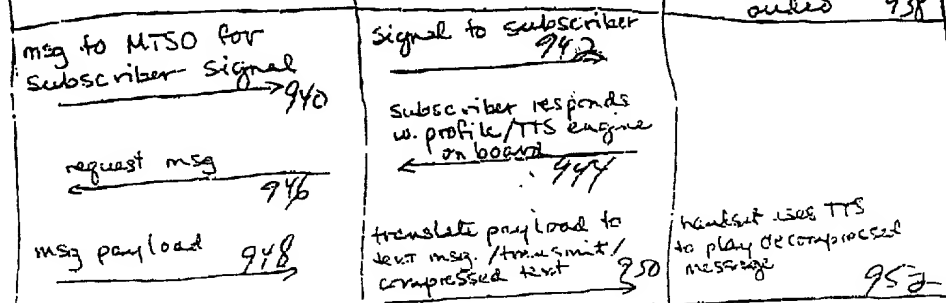 audio 938
msg to MTSO for
subscriber signal
940
signal to subscriber
942
subscriber responds
w. profile/TTS engine
on board
944
request msg
946
msg payload 948
translate payload to
text msg. /transmit/
compressed text 950
handset uses TTS
to play decompressed
message
952